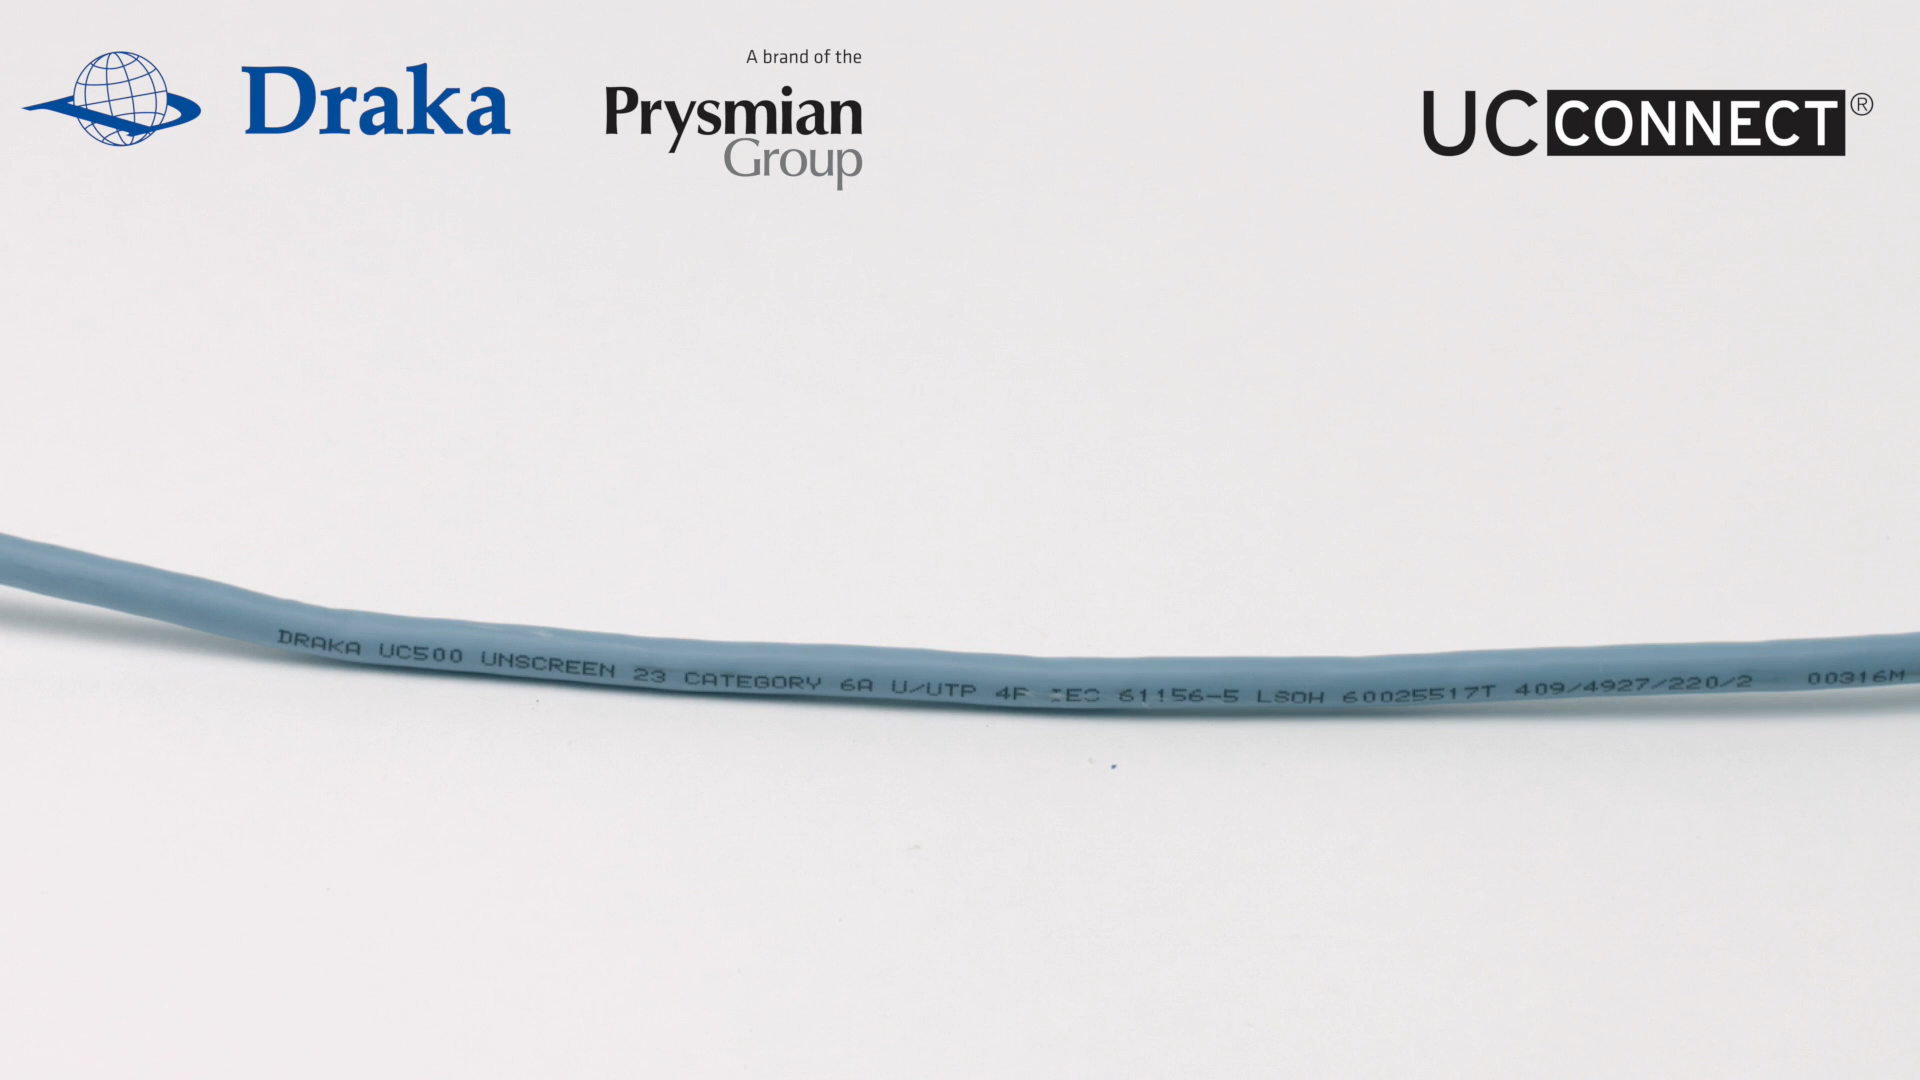 Draka
A brand of the
Prysmian
Group
UC CONNECT®
DRAKA UC500 UNSCREEN 23 CATEGORY 6A U/UTP 4P IEC 61156-5 LSOH 60025517T 409/4927/220/2 00316M